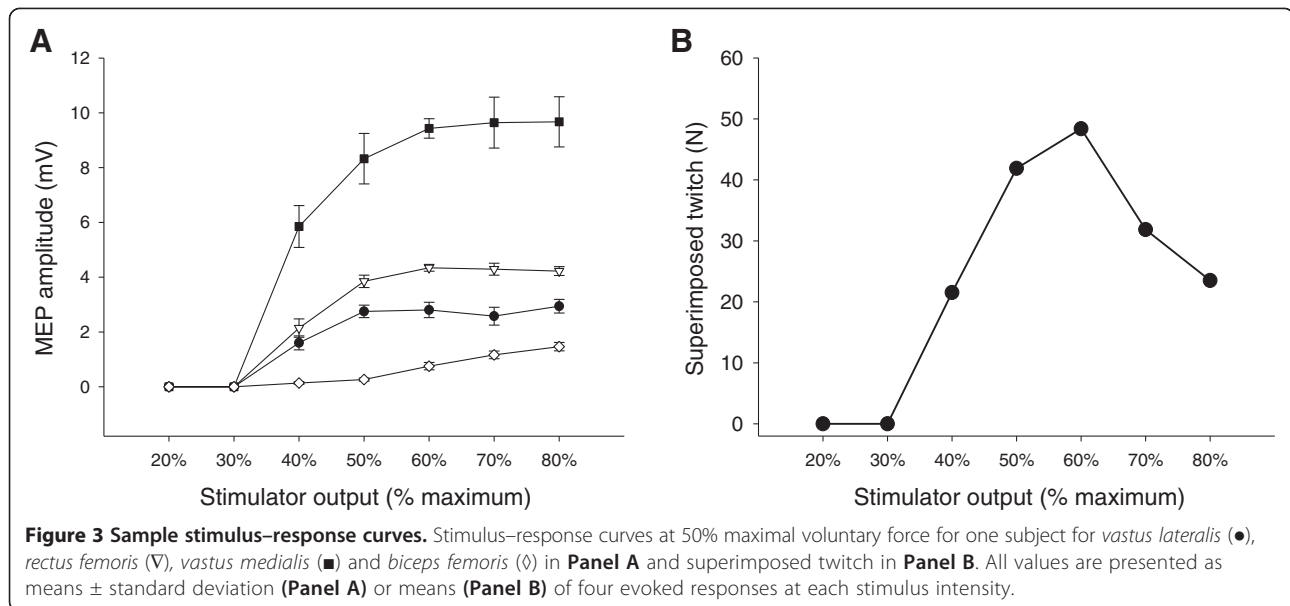 A
B
12
10
8
6
4
2
0
MEP amplitude (mV)
20% 30% 40% 50% 60% 70% 80%
Stimulator output (% maximum)
60
50
40
30
20
10
0
Superimposed twitch (N)
20% 30% 40% 50% 60% 70% 80%
Stimulator output (% maximum)
Figure 3 Sample stimulus–response curves. Stimulus–response curves at 50% maximal voluntary force for one subject for vastus lateralis (●),
rectus femoris (∇), vastus medialis (■) and biceps femoris (◊) in Panel A and superimposed twitch in Panel B. All values are presented as
means ± standard deviation (Panel A) or means (Panel B) of four evoked responses at each stimulus intensity.